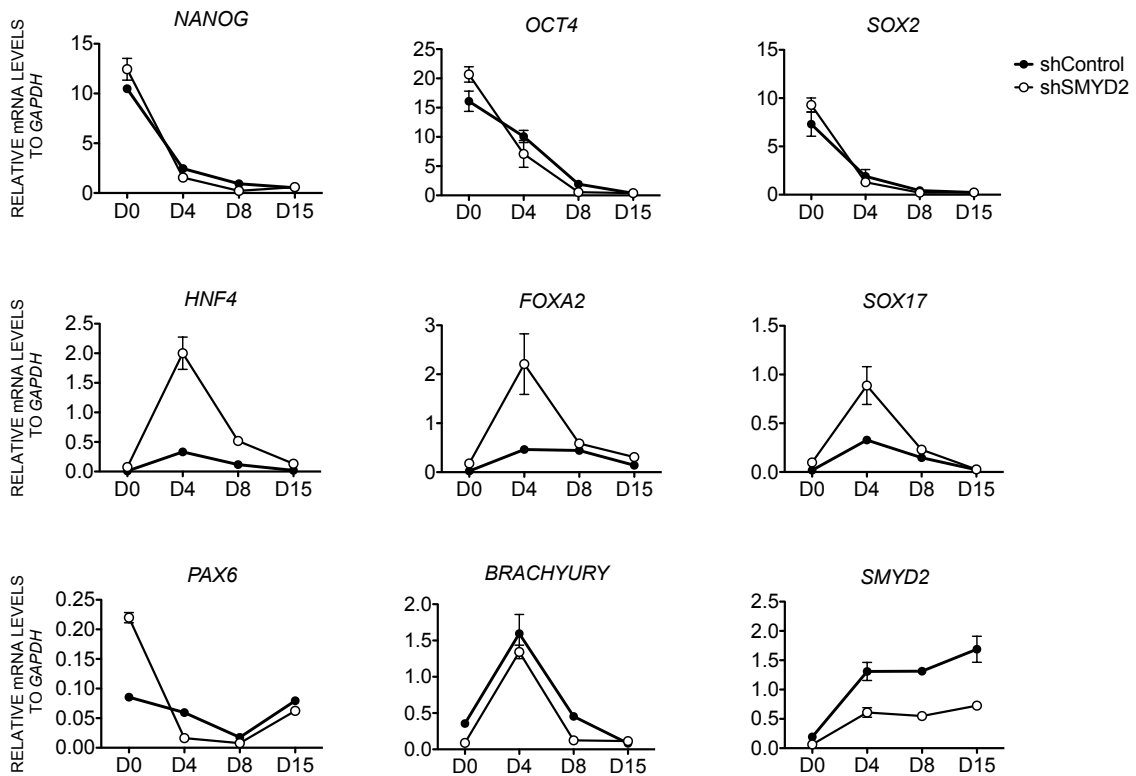 NANOG
OCT4
SOX2
RELATIVE mRNA LEVELS
TO GAPDH
15
10
5
0
D0 D4 D8 D15
25
20
15
10
5
0
D0 D4 D8 D15
15
10
5
0
D0 D4 D8 D15
shControl
shSMYD2
HNF4
FOXA2
SOX17
RELATIVE mRNA LEVELS
TO GAPDH
2.5
2.0
1.5
1.0
0.5
0.0
D0 D4 D8 D15
3
2
1
0
D0 D4 D8 D15
1.5
1.0
0.5
0.0
D0 D4 D8 D15
PAX6
BRACHYURY
SMYD2
RELATIVE mRNA LEVELS
TO GAPDH
0.25
0.20
0.15
0.10
0.05
0.00
D0 D4 D8 D15
2.0
1.5
1.0
0.5
0.0
D0 D4 D8 D15
2.5
2.0
1.5
1.0
0.5
0.0
D0 D4 D8 D15